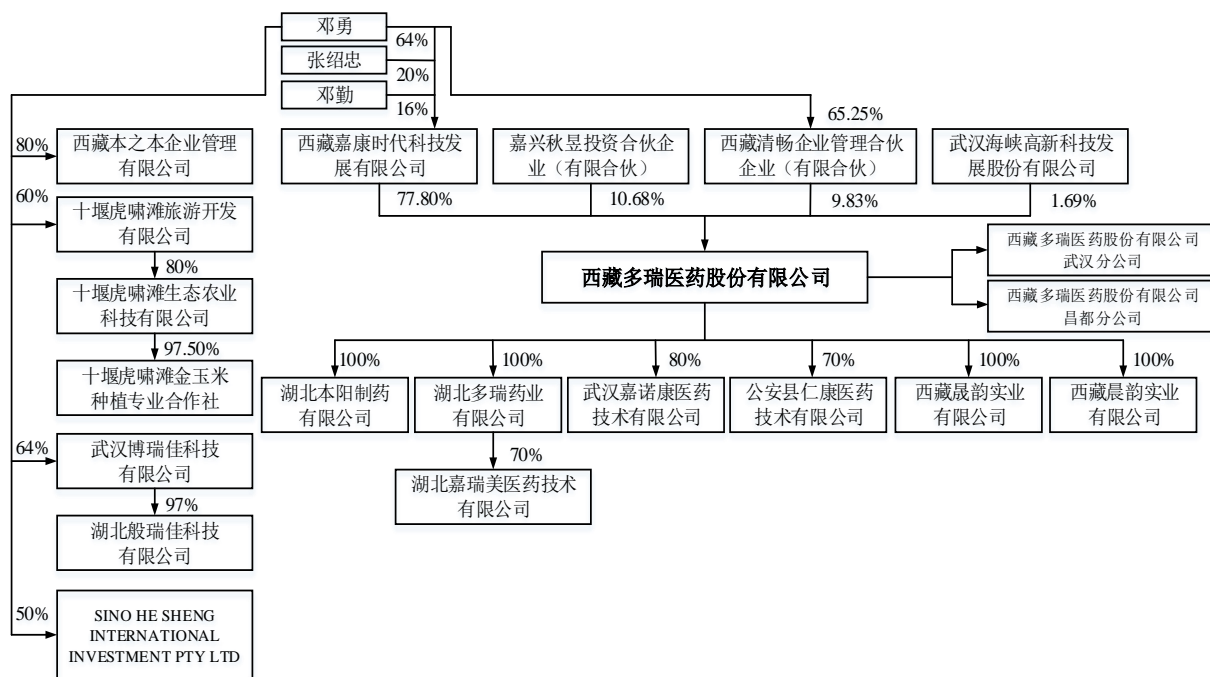 邓勇
64%
张绍忠
20%
邓勤
16%
65.25%
80%
西藏本之本企业管理
有限公司
西藏嘉康时代科技发
展有限公司
嘉兴秋昱投资合伙企
业（有限合伙）
西藏清畅企业管理合伙
企业（有限合伙）
武汉海峡高新科技发
展股份有限公司
77.80%
10.68%
9.83%
1.69%
60%
十堰虎啸滩旅游开发
有限公司
80%
十堰虎啸滩生态农业
科技有限公司
97.50%
十堰虎啸滩金玉米
种植专业合作社
西藏多瑞医药股份有限公司
西藏多瑞医药股份有限公司
武汉分公司
西藏多瑞医药股份有限公司
昌都分公司
100%
100%
80%
70%
100%
100%
湖北本阳制药
有限公司
湖北多瑞药业
有限公司
武汉嘉诺康医药
技术有限公司
公安县仁康医药
技术有限公司
西藏晟韵实业
有限公司
西藏晨韵实业
有限公司
70%
湖北嘉瑞美医药技术
有限公司
64%
武汉博瑞佳科技
有限公司
97%
湖北般瑞佳科技
有限公司
50%
SINO HE SHENG
INTERNATIONAL
INVESTMENT PTY LTD